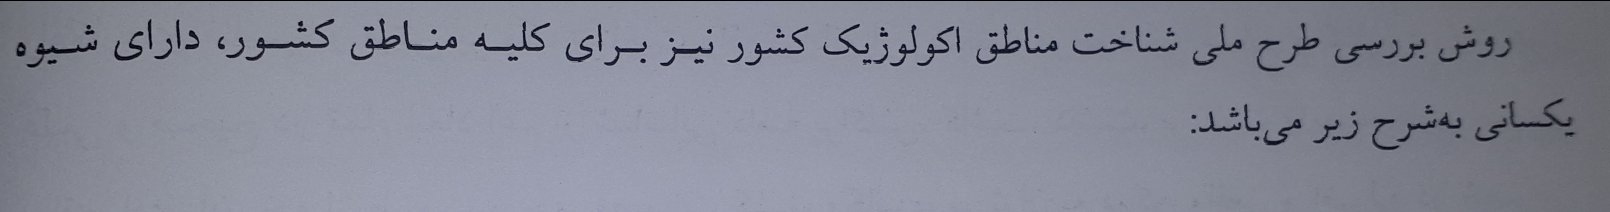 روش بررسی طرح ملی شناخت مناطق اکولوژیک کشور نیز برای کلیه مناطق کشور، دارای شیوه
یکسانی به‌شرح زیر می‌باشد: